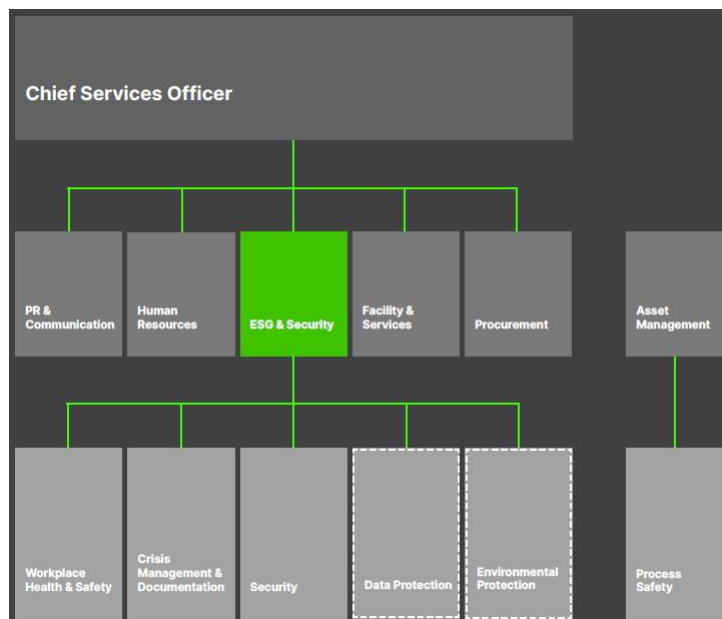 Chief Services Officer
PR &
Communication
Human
Resources
ESG & Security
Facility &
Services
Procurement
Asset
Management
Workplace
Health & Safety
Crisis
Management &
Documentation
Security
Data Protection
Environmental
Protection
Process
Safety